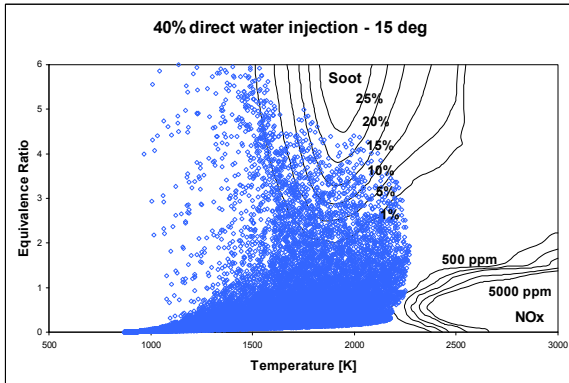 40% direct water injection - 15 deg
6
5
4
3
2
1
0
Equivalence Ratio
Soot
25%
20%
15%
10%
5%
1%
500 ppm
5000 ppm
NOx
500
1000
1500
2000
2500
3000
Temperature [K]